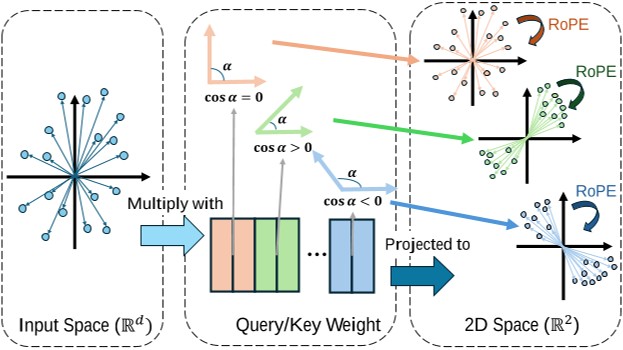 RoPE
α
cos α = 0
RoPE
α
cos α > 0
α
RoPE
cos α < 0
Multiply with
...
Projected to
Input Space (ℝ^d)
Query/Key Weight
2D Space (ℝ²)